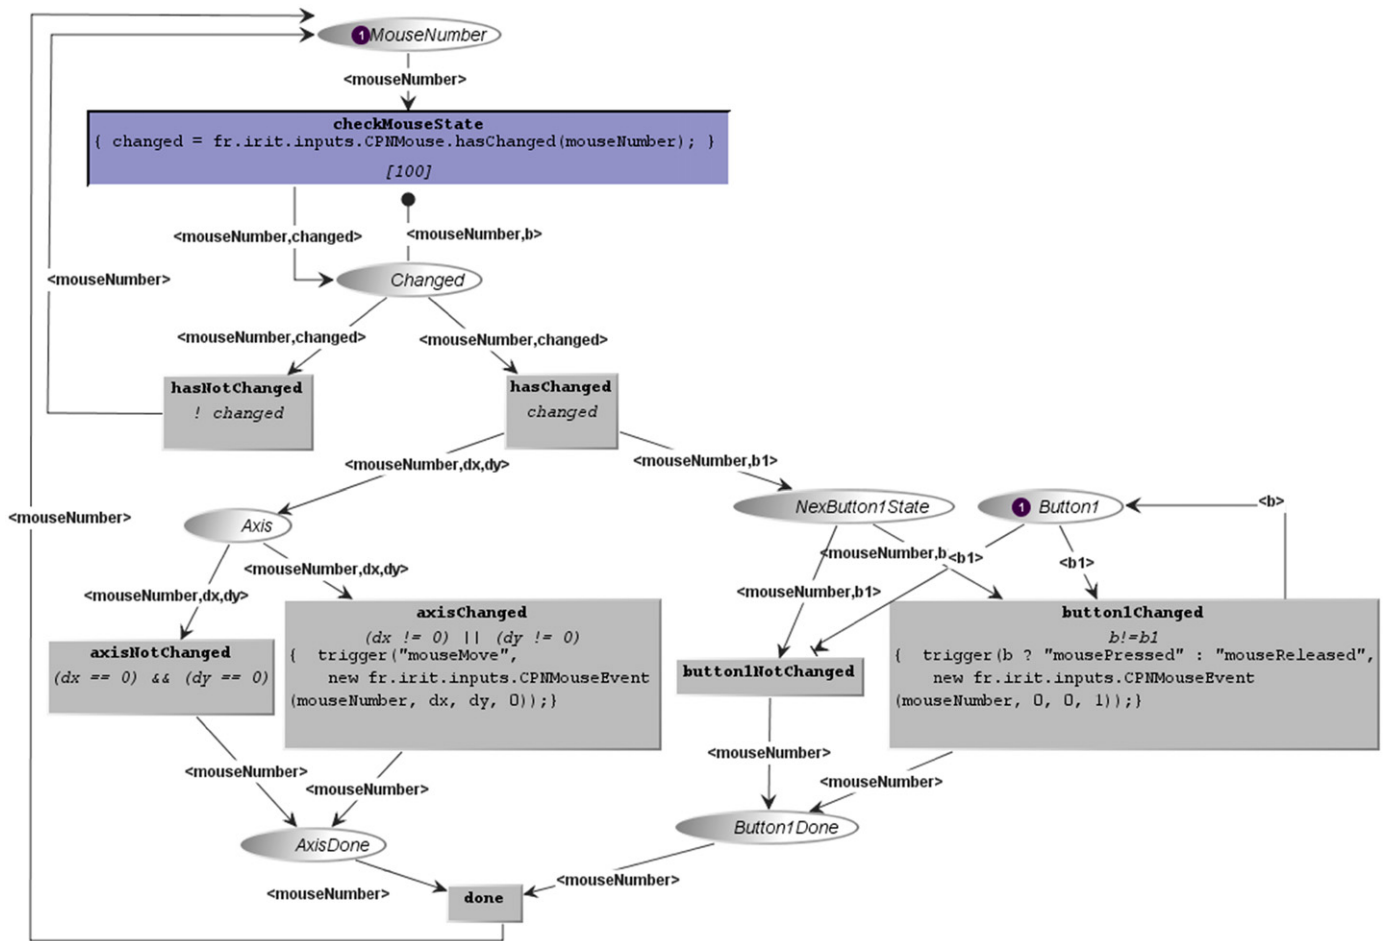 1 MouseNumber
<mouseNumber>
checkMouseState
{ changed = fr.irit.inputs.CPNMouse.hasChanged(mouseNumber); }
[100]
<mouseNumber,changed>
<mouseNumber,b>
<mouseNumber>
Changed
<mouseNumber,changed>
<mouseNumber,changed>
hasNotChanged
! changed
hasChanged
changed
<mouseNumber,dx,dy>
<mouseNumber,b1>
<mouseNumber>
Axis
NexButton1State
1 Button1
<b>
<mouseNumber,dx,dy>
<mouseNumber,b
<b1>
<b1>
<mouseNumber,dx,dy>
<mouseNumber,b1>
axisNotChanged
(dx == 0) && (dy == 0)
axisChanged
(dx != 0) || (dy != 0)
{ trigger("mouseMove",
new fr.irit.inputs.CPNMouseEvent
(mouseNumber, dx, dy, 0));}
button1NotChanged
button1Changed
b!=b1
{ trigger(b ? "mousePressed" : "mouseReleased",
new fr.irit.inputs.CPNMouseEvent
(mouseNumber, 0, 0, 1));}
<mouseNumber>
<mouseNumber>
<mouseNumber>
<mouseNumber>
AxisDone
Button1Done
<mouseNumber>
<mouseNumber>
done